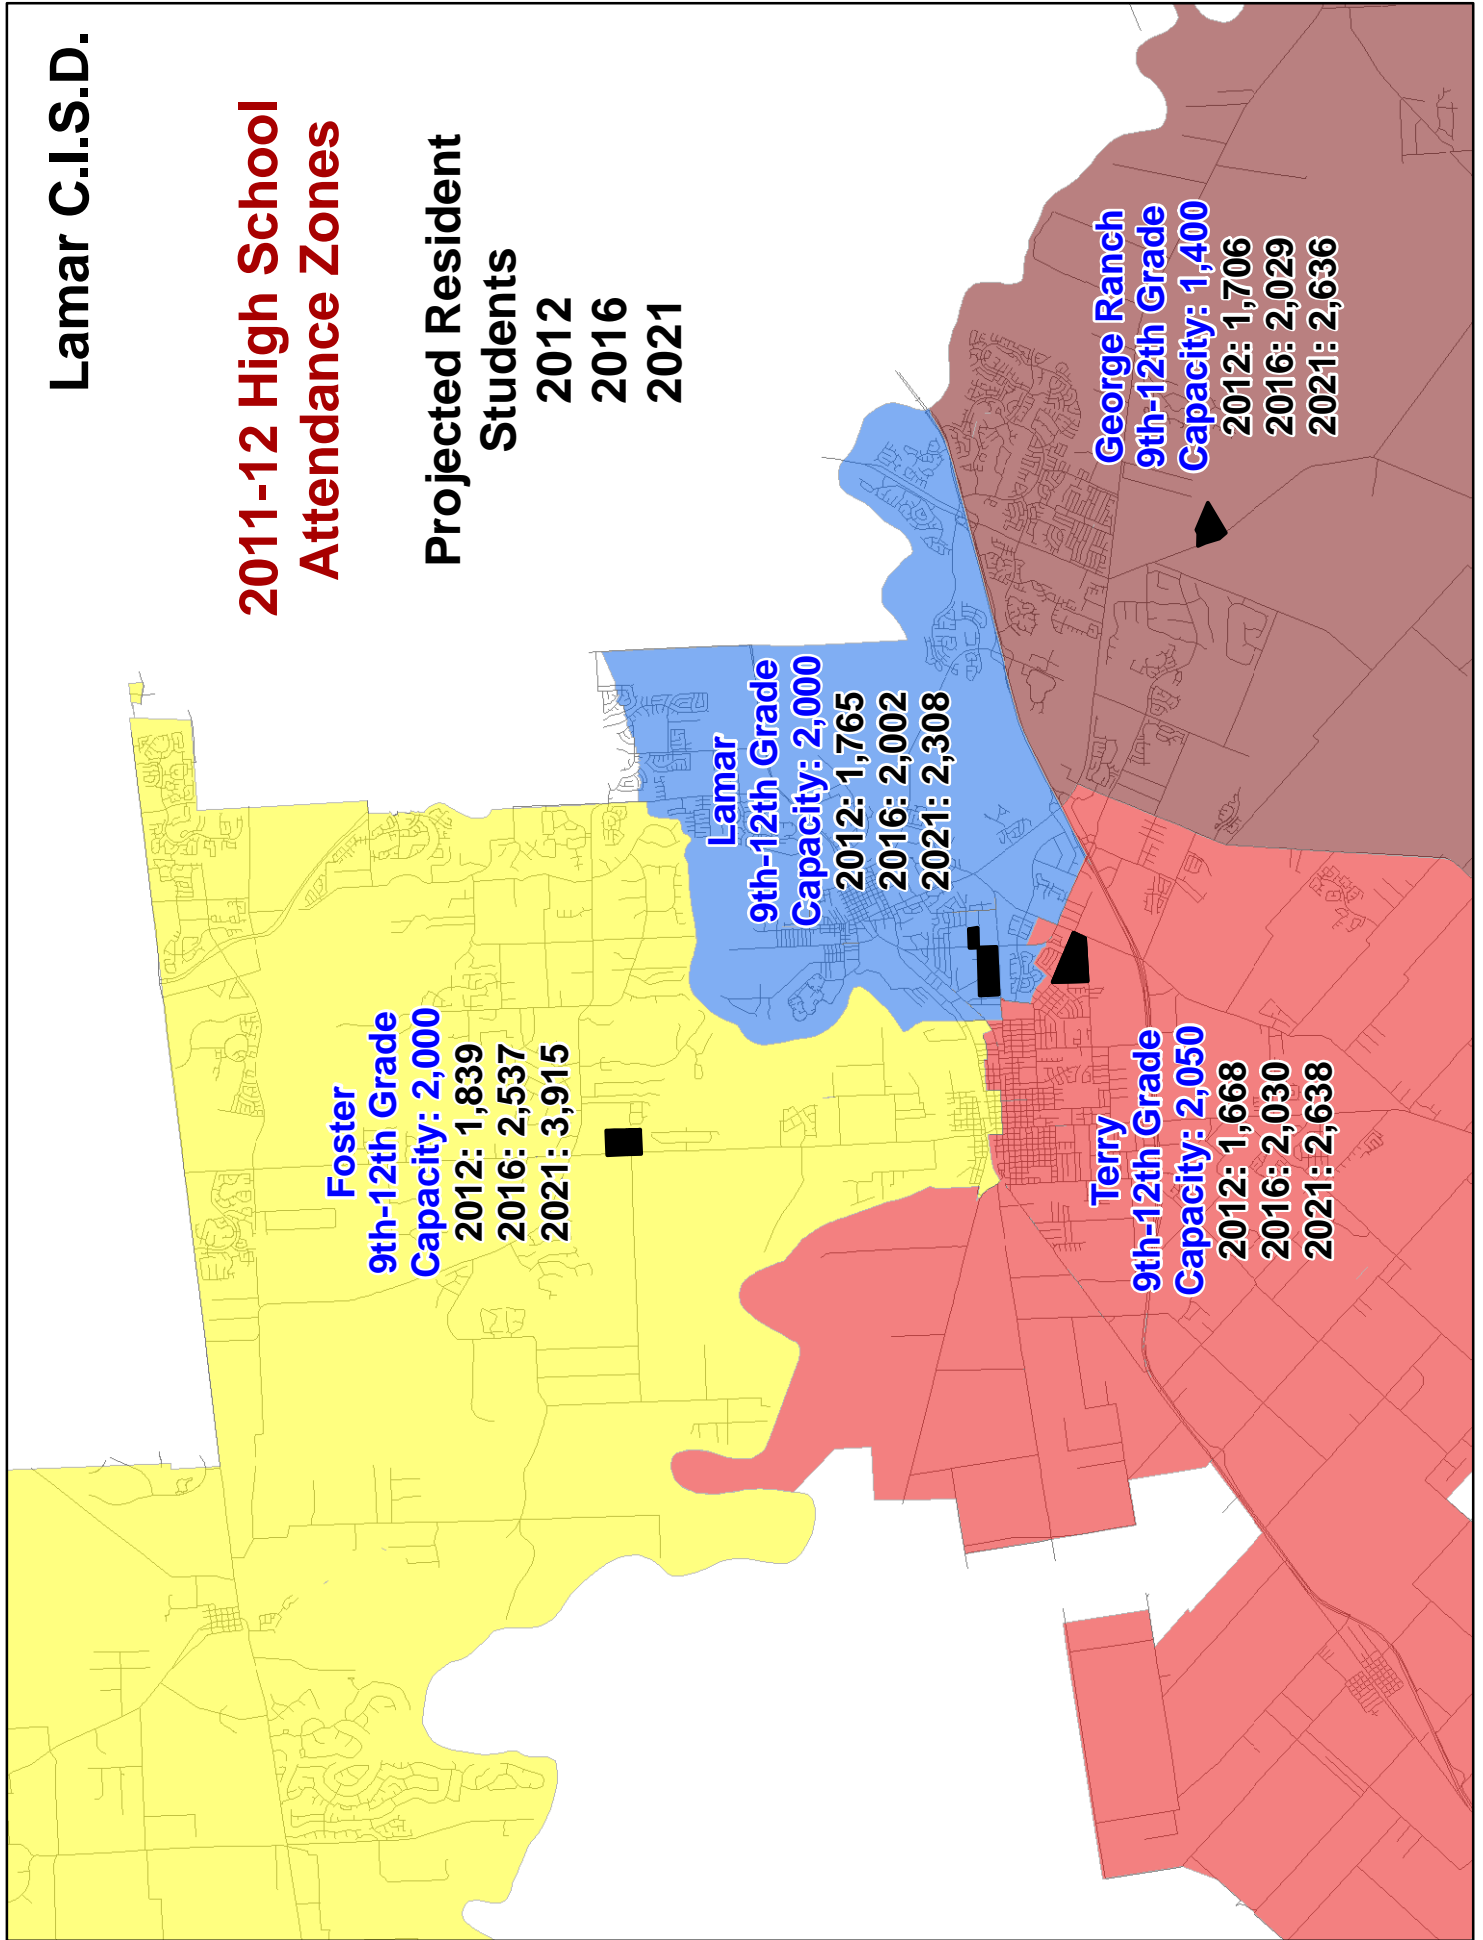 Lamar C.I.S.D.
2011-12 High School
Attendance Zones
Projected Resident
Students
2012
2016
2021
Foster
9th-12th Grade
Capacity: 2,000
2012: 1,839
2016: 2,537
2021: 3,915
Lamar
9th-12th Grade
Capacity: 2,000
2012: 1,765
2016: 2,002
2021: 2,308
Terry
9th-12th Grade
Capacity: 2,050
2012: 1,668
2016: 2,030
2021: 2,638
George Ranch
9th-12th Grade
Capacity: 1,400
2012: 1,706
2016: 2,029
2021: 2,636